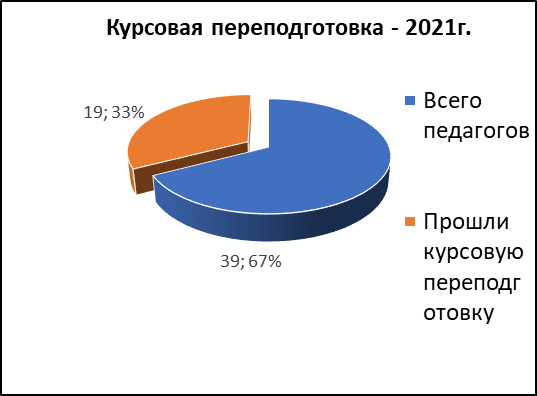 Курсовая переподготовка - 2021г.
19; 33%
39; 67%
Всего
педагогов
Прошли
курсовую
переподг
отовку